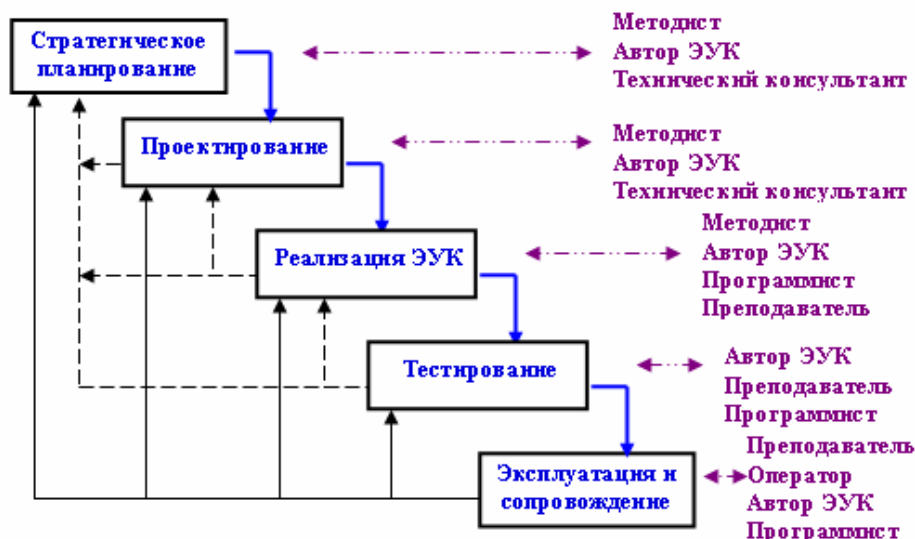 Стратегическое
планирование
Методист
Автор ЭУК
Технический консультант
Проектирование
Методист
Автор ЭУК
Технический консультант
Реализация ЭУК
Методист
Автор ЭУК
Программист
Преподаватель
Тестирование
Автор ЭУК
Преподаватель
Программист
Эксплуатация и
сопровождение
Преподаватель
Оператор
Автор ЭУК
Программист